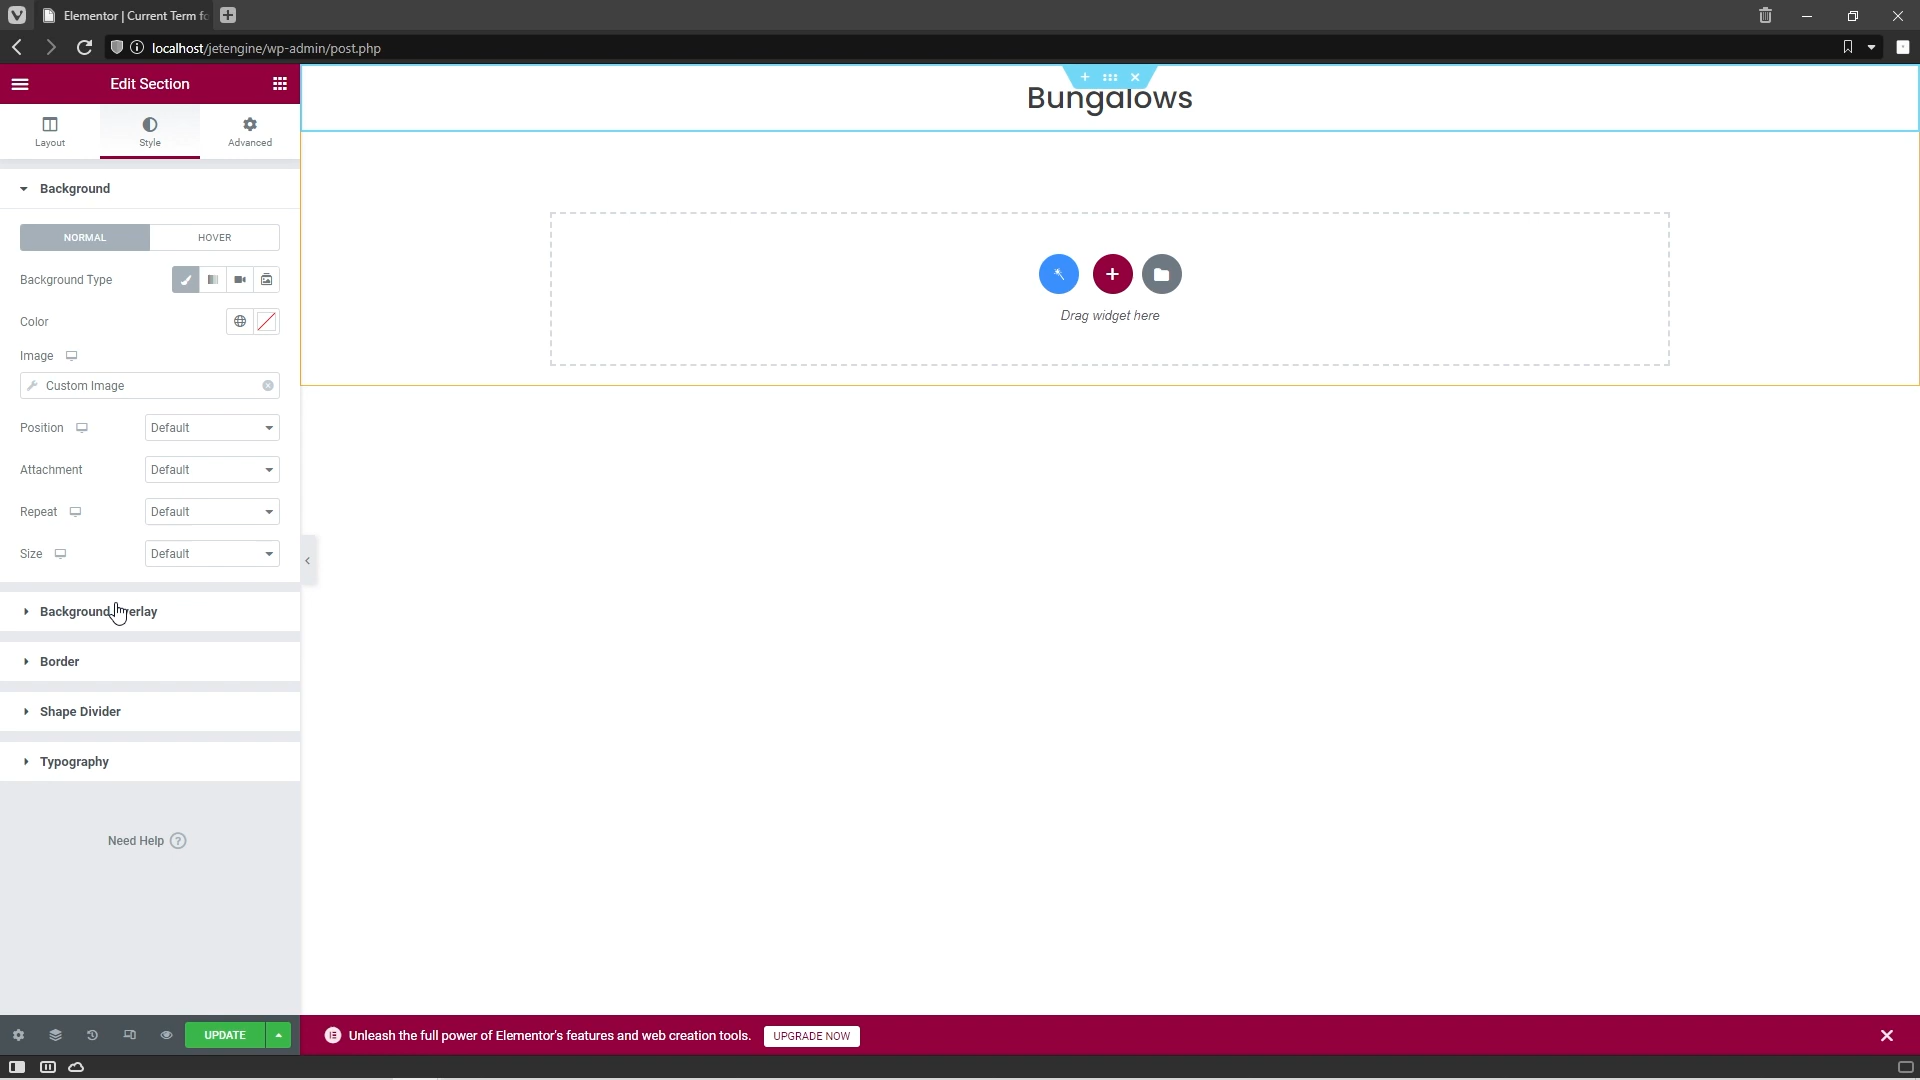 Elementor | Current Term fo
localhost/jetengine/wp-admin/post.php
Edit Section
Layout
Style
Advanced
Background
NORMAL
HOVER
Background Type
Color
Image
Custom Image
Position
Default
Attachment
Default
Repeat
Default
Size
Default
Background erlay
Border
Shape Divider
Typography
Need Help ?
UPDATE
Bungalows
Drag widget here
Unleash the full power of Elementor's features and web creation tools.
UPGRADE NOW